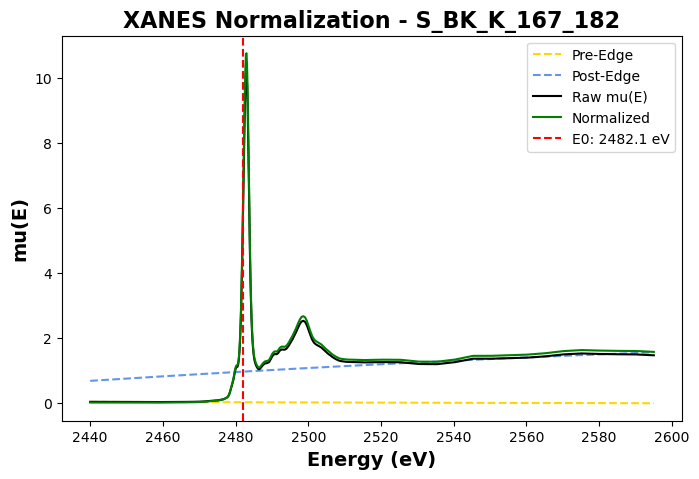 XANES Normalization - S_BK_K_167_182
Pre-Edge
Post-Edge
Raw mu(E)
Normalized
E0: 2482.1 eV
mu(E)
10
8
6
4
2
0
2440 2460 2480 2500 2520 2540 2560 2580 2600
Energy (eV)